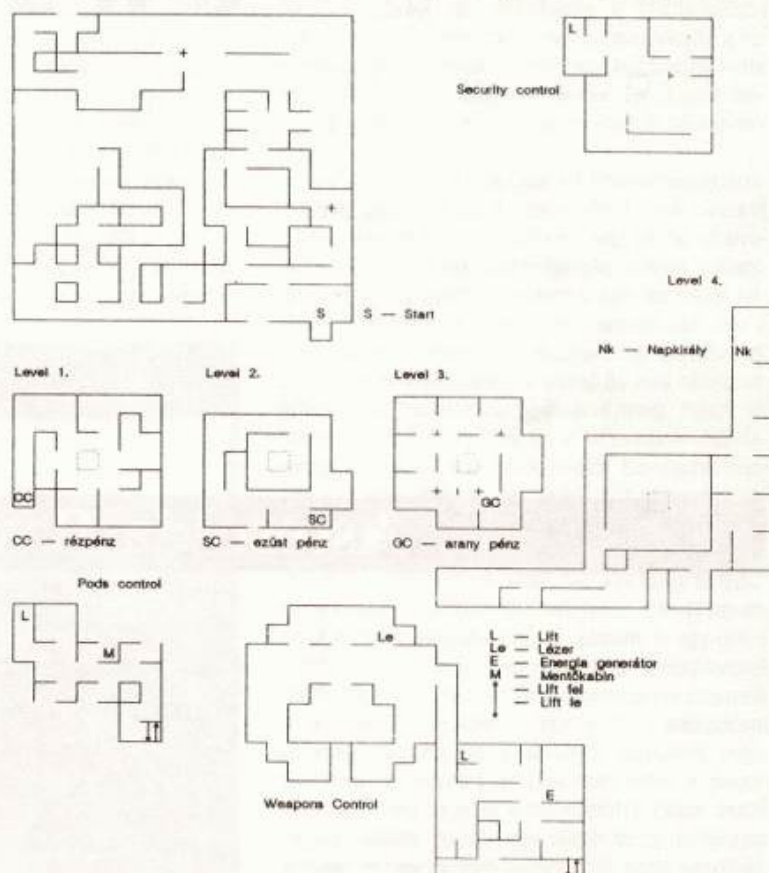 L
Security control
S
S — Start
Level 4.
Nk — Napkirály
Nk
Level 1.
Level 2.
Level 3.
CC
SC
GC
CC — rézpénz
SC — ezüst pénz
GC — arany pénz
Pods control
L
M
Le
L — Lift
Le — Lézer
E — Energia generátor
M — Mentőkabin
— Lift fel
— Lift le
L
E
Weapons Control